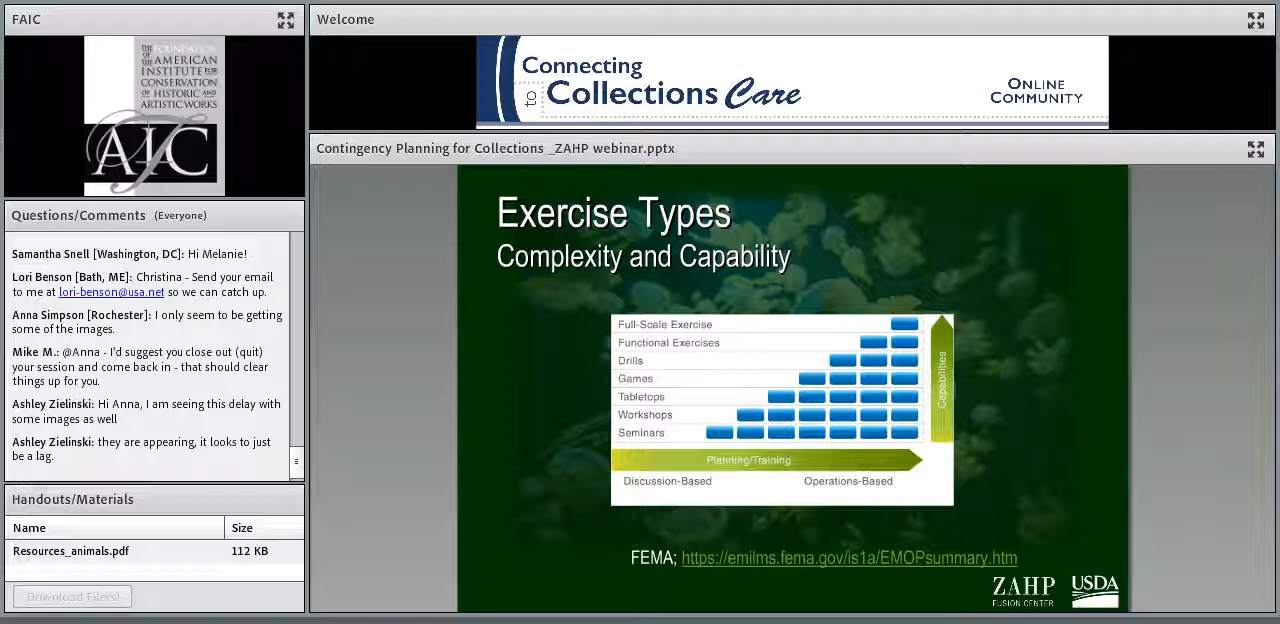 FAIC
THE FOUNDATION
OF THE AMERICAN
INSTITUTE FOR
CONSERVATION
OF HISTORIC AND
ARTISTIC WORKS
AIC
Questions/Comments (Everyone)
Samantha Snell [Washington, DC]: Hi Melanie!
Lori Benson [Bath, ME]: Christina - Send your email
to me at lori-benson@usa.net so we can catch up.
Anna Simpson [Rochester]: I only seem to be getting
some of the images.
Mike M.: @Anna - I'd suggest you close out (quit)
your session and come back in - that should clear
things up for you.
Ashley Zielinski: Hi Anna, I am seeing this delay with
some images as well
Ashley Zielinski: they are appearing, it looks to just
be a lag.
Handouts/Materials
Name Size
Resources_animals.pdf 112 KB
Download File(s)
Welcome
Connecting
to Collections Care
ONLINE
COMMUNITY
Contingency Planning for Collections _ZAHP webinar.pptx
Exercise Types
Complexity and Capability
Full-Scale Exercise
Functional Exercises
Drills
Games
Tabletops
Workshops
Seminars
Capabilities
Planning/Training
Discussion-Based Operations-Based
FEMA; https://emilms.fema.gov/is1a/EMOPsummary.htm
ZAHP
FUSION CENTER
USDA